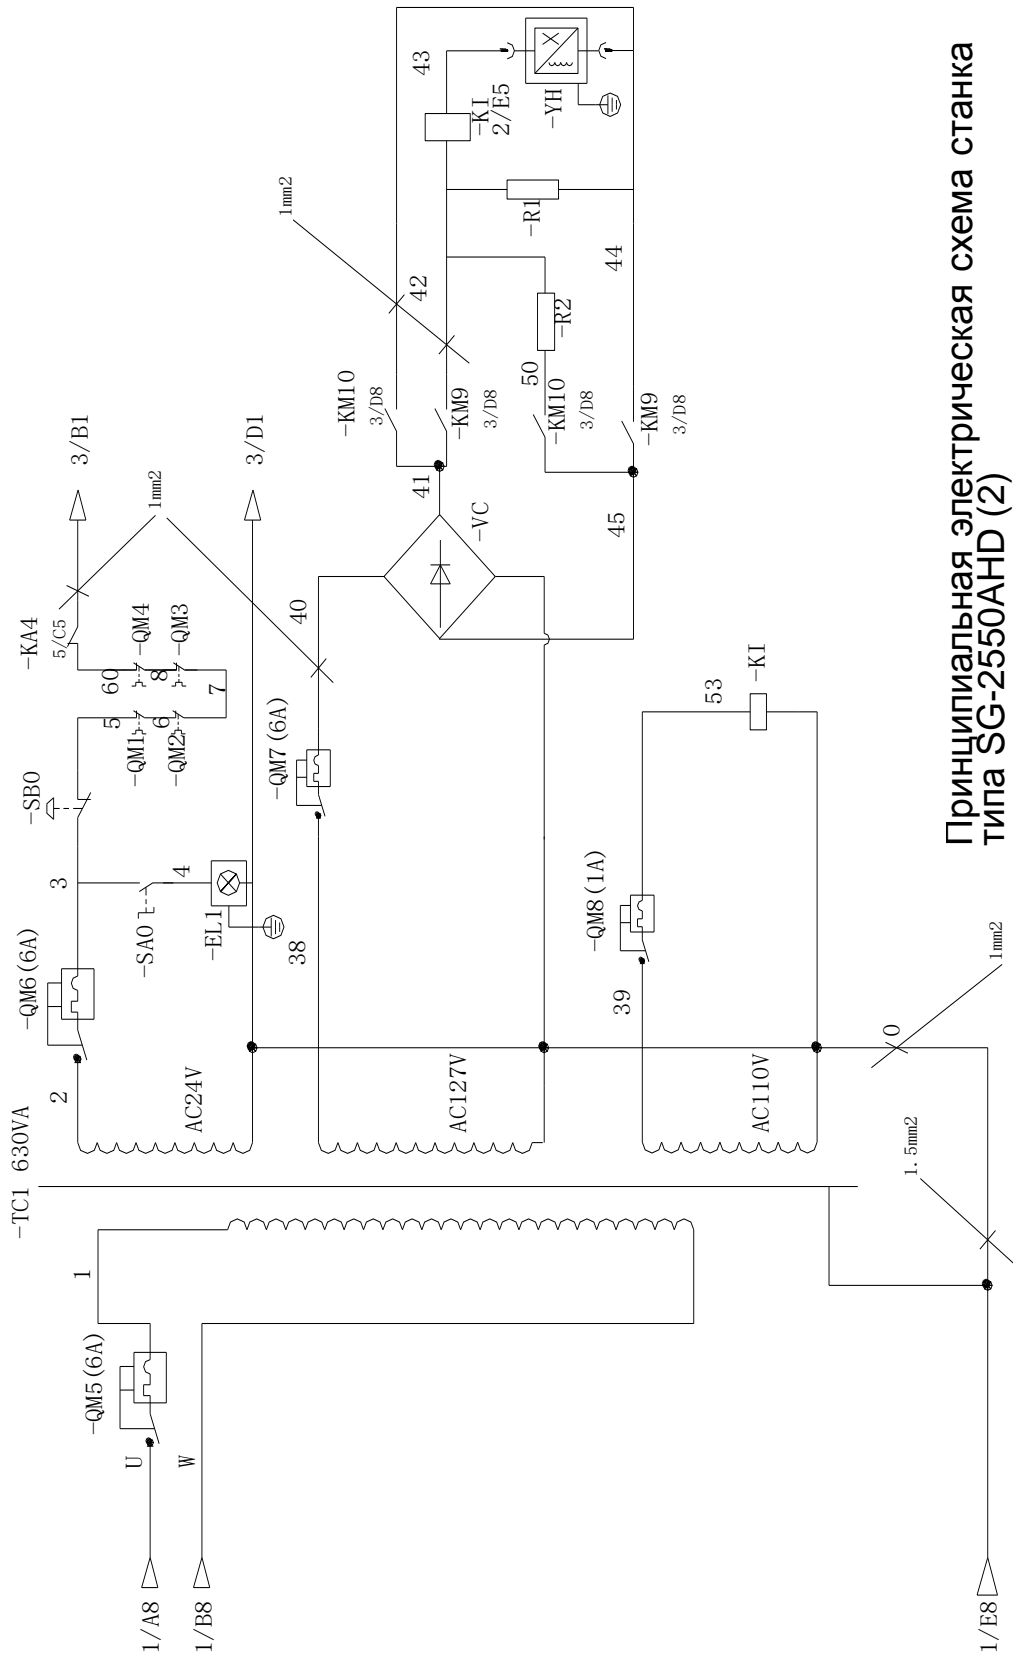 1/A8
1/B8
1/E8
U
W
-QM5(6A)
1
-TC1 630VA
2
-QM6(6A)
3
-SB0
-KA4
5/C5
3/B1
AC24V
-SA0
4
-EL1
5
-QM1
6
-QM2
7
60
-QM4
8
-QM3
1mm2
3/D1
38
-QM7(6A)
40
AC127V
-VC
41
45
-KM10
3/D8
-KM9
3/D8
50
-KM10
3/D8
-KM9
3/D8
1mm2
42
-R2
44
-R1
43
-KI
2/E5
-YH
X
AC110V
39
-QM8(1A)
53
-KI
0
1mm2
1.5mm2
Принципиальная электрическая схема станка
типа SG-2550AHD (2)